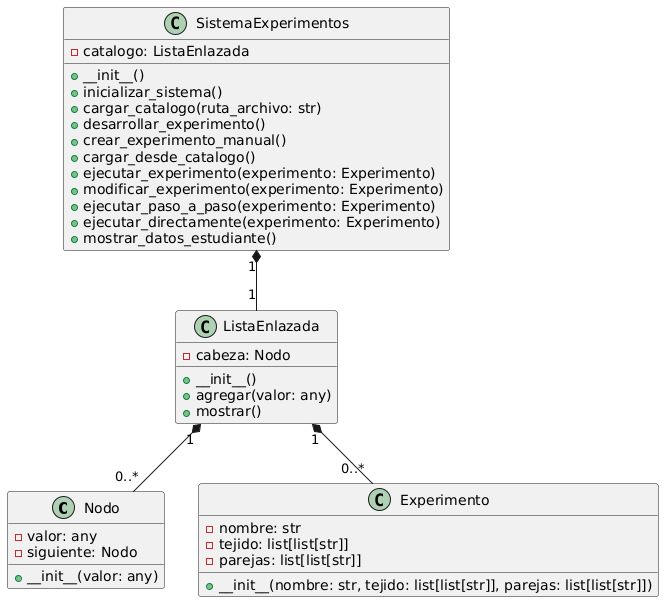 C SistemaExperimentos
catalogo: ListaEnlazada
__init__()
inicializar_sistema()
cargar_catalogo(ruta_archivo: str)
desarrollar_experimento()
crear_experimento_manual()
cargar_desde_catalogo()
ejecutar_experimento(experimento: Experimento)
modificar_experimento(experimento: Experimento)
ejecutar_paso_a_paso(experimento: Experimento)
ejecutar_directamente(experimento: Experimento)
mostrar_datos_estudiante()
1
1
C ListaEnlazada
cabeza: Nodo
__init__()
agregar(valor: any)
mostrar()
1
1
0..*
0..*
C Nodo
valor: any
siguiente: Nodo
__init__(valor: any)
C Experimento
nombre: str
tejido: list[list[str]]
parejas: list[list[str]]
__init__(nombre: str, tejido: list[list[str]], parejas: list[list[str]])